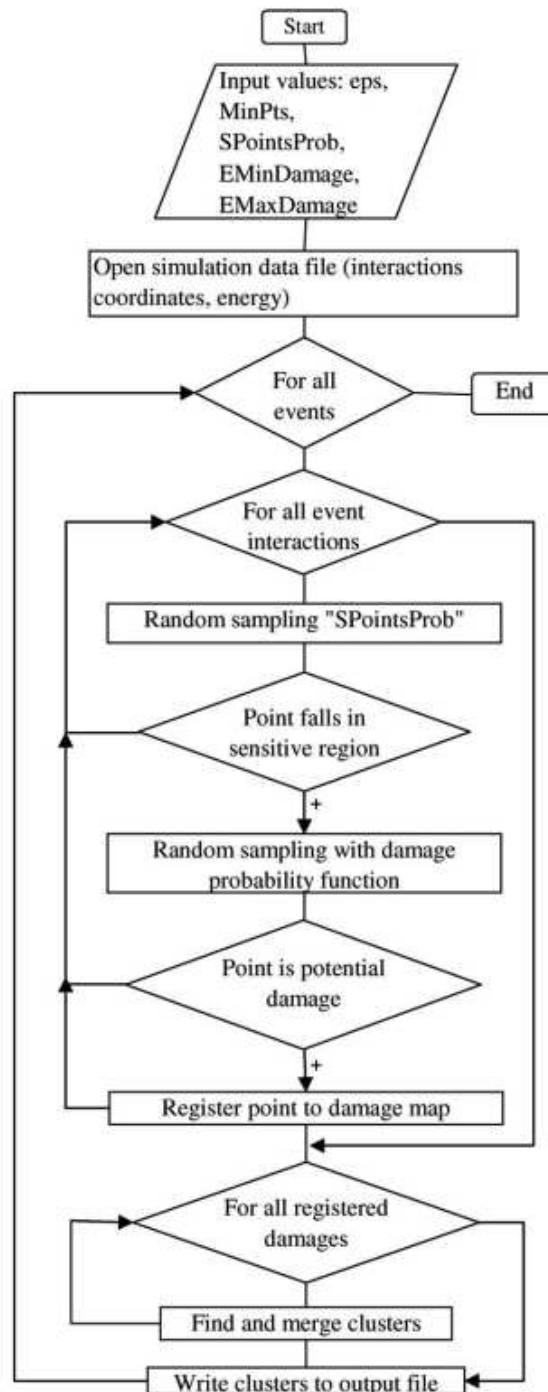 Start
Input values: eps,
MinPts,
SPointsProb,
EMinDamage,
EMaxDamage
Open simulation data file (interactions
coordinates, energy)
For all
events
End
For all event
interactions
Random sampling "SPointsProb"
Point falls in
sensitive region
+
Random sampling with damage
probability function
Point is potential
damage
+
Register point to damage map
For all registered
damages
Find and merge clusters
Write clusters to output file